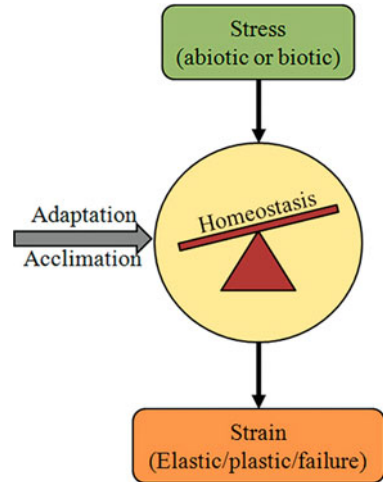 Stress
(abiotic or biotic)
Adaptation
Acclimation
Homeostasis
Strain
(Elastic/plastic/failure)